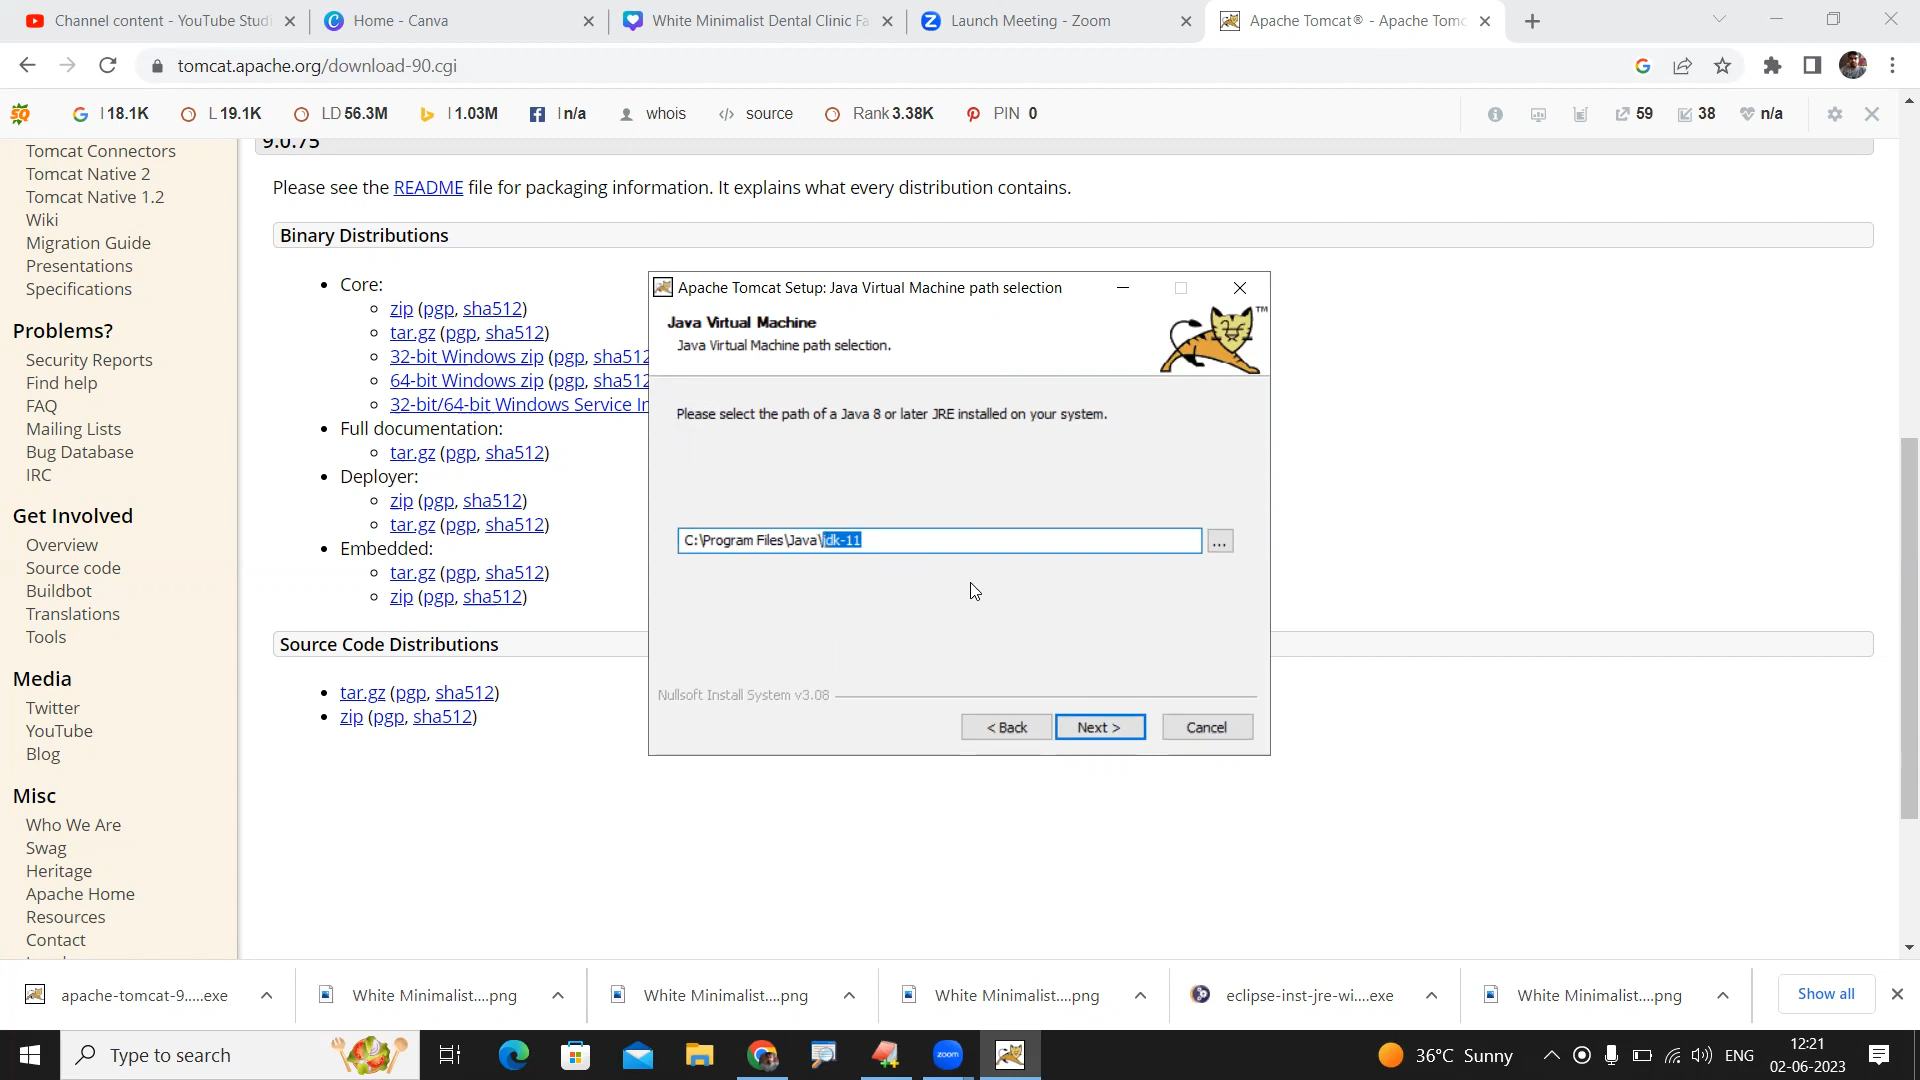 Channel content - YouTube Studi
Home - Canva
White Minimalist Dental Clinic Fa
Launch Meeting - Zoom
Apache Tomcat® - Apache Tomc
tomcat.apache.org/download-90.cgi
I 18.1K
L 19.1K
LD 56.3M
I 1.03M
I n/a
whois
source
Rank 3.38K
PIN 0
59
38
n/a
Tomcat Connectors
Tomcat Native 2
Tomcat Native 1.2
Wiki
Migration Guide
Presentations
Specifications
Problems?
Security Reports
Find help
FAQ
Mailing Lists
Bug Database
IRC
Get Involved
Overview
Source code
Buildbot
Translations
Tools
Media
Twitter
YouTube
Blog
Misc
Who We Are
Swag
Heritage
Apache Home
Resources
Contact
9.0.75
Please see the README file for packaging information. It explains what every distribution contains.
Binary Distributions
Core:
zip (pgp, sha512)
tar.gz (pgp, sha512)
32-bit Windows zip (pgp, sha512
64-bit Windows zip (pgp, sha512
32-bit/64-bit Windows Service In
Full documentation:
tar.gz (pgp, sha512)
Deployer:
zip (pgp, sha512)
tar.gz (pgp, sha512)
Embedded:
tar.gz (pgp, sha512)
zip (pgp, sha512)
Source Code Distributions
tar.gz (pgp, sha512)
zip (pgp, sha512)
Apache Tomcat Setup: Java Virtual Machine path selection
Java Virtual Machine
Java Virtual Machine path selection.
TM
Please select the path of a Java 8 or later JRE installed on your system.
C:\Program Files\Java\jdk-11
...
Nullsoft Install System v3.08
< Back
Next >
Cancel
apache-tomcat-9.....exe
White Minimalist....png
White Minimalist....png
White Minimalist....png
eclipse-inst-jre-wi....exe
White Minimalist....png
Show all
Type to search
zoom
36°C Sunny
ENG
12:21
02-06-2023